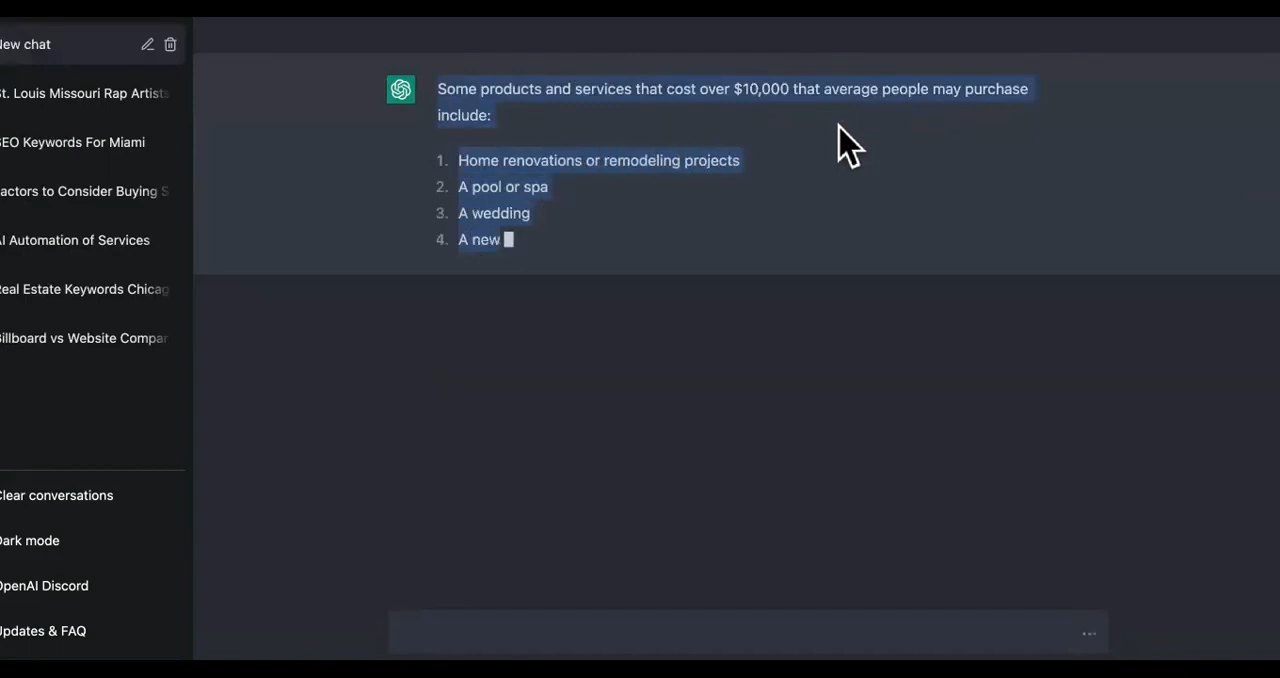 New chat
St. Louis Missouri Rap Artists
SEO Keywords For Miami
Factors to Consider Buying S
AI Automation of Services
Real Estate Keywords Chicag
Billboard vs Website Compar
Clear conversations
Dark mode
OpenAI Discord
Updates & FAQ
Some products and services that cost over $10,000 that average people may purchase
include:
1. Home renovations or remodeling projects
2. A pool or spa
3. A wedding
4. A new